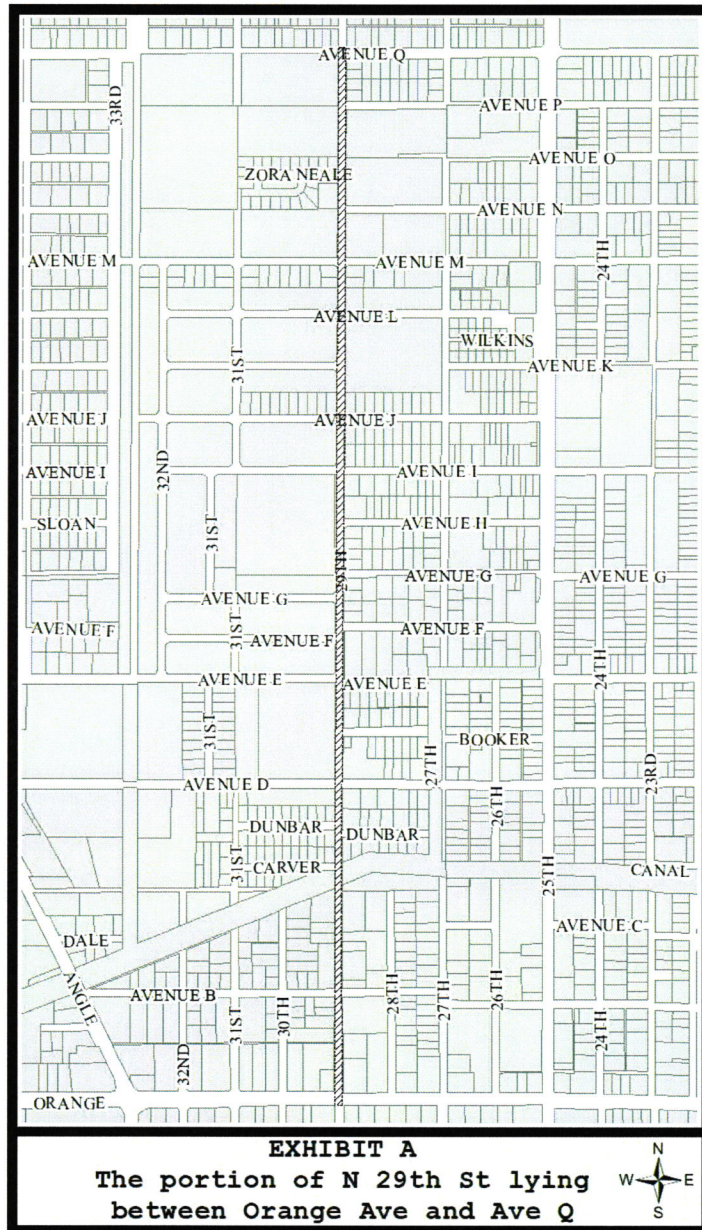 AVENUE Q
33RD
AVENUE P
AVENUE O
ZORA NEALE
AVENUE N
24TH
AVENUE M
AVENUE M
AVENUE L
WILKINS
31ST
AVENUE K
AVENUE J
AVENUE J
32ND
AVENUE I
AVENUE I
SLOAN
31ST
AVENUE H
29TH
AVENUE G
AVENUE G
AVENUE G
AVENUE F
31ST
AVENUE F
AVENUE F
24TH
AVENUE E
AVENUE E
31ST
BOOKER
27TH
23RD
AVENUE D
26TH
DUNBAR
DUNBAR
31ST
CARVER
25TH
CANAL
DALE
AVENUE C
ANGLE
AVENUE B
31ST
30TH
28TH
27TH
26TH
32ND
24TH
ORANGE
EXHIBIT A
The portion of N 29th St lying
between Orange Ave and Ave Q
N
W E
S